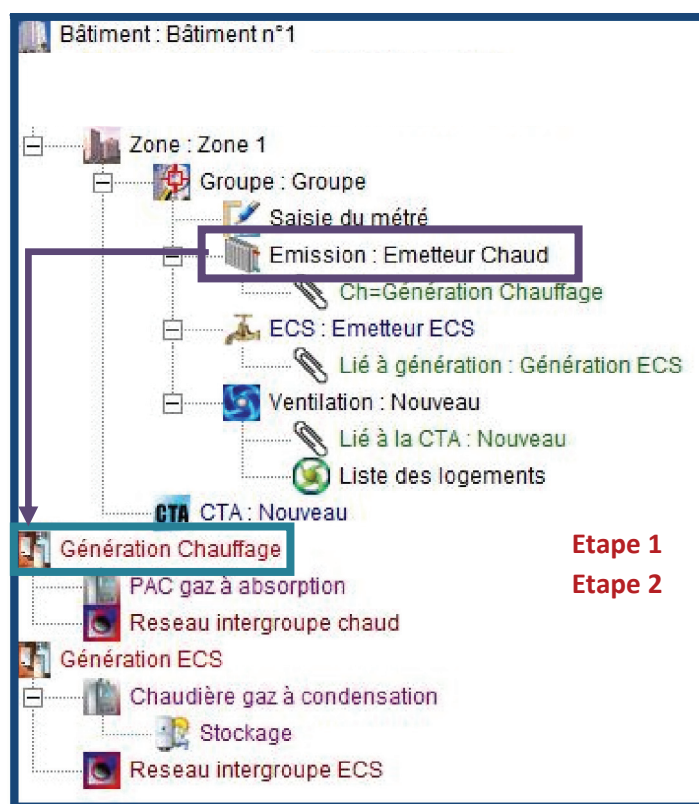 Bâtiment : Bâtiment n°1
Zone : Zone 1
Groupe : Groupe
Saisie du métré
Emission : Emetteur Chaud
Ch=Génération Chauffage
ECS : Emetteur ECS
Lié à génération : Génération ECS
Ventilation : Nouveau
Lié à la CTA : Nouveau
Liste des logements
CTA CTA : Nouveau
Génération Chauffage Etape 1
PAC gaz à absorption Etape 2
Reseau intergroupe chaud
Génération ECS
Chaudière gaz à condensation
Stockage
Reseau intergroupe ECS